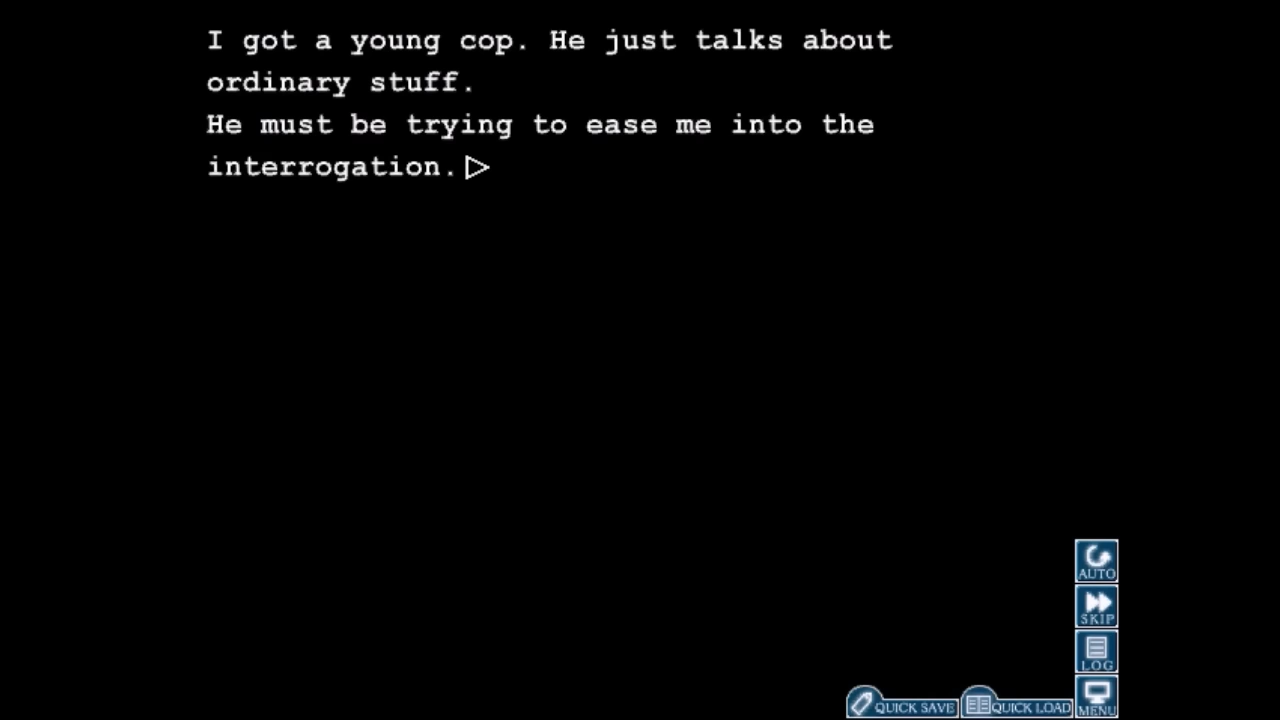 I got a young cop. He just talks about
ordinary stuff.
He must be trying to ease me into the
interrogation.
AUTO
SKIP
LOG
QUICK SAVE
QUICK LOAD
MENU